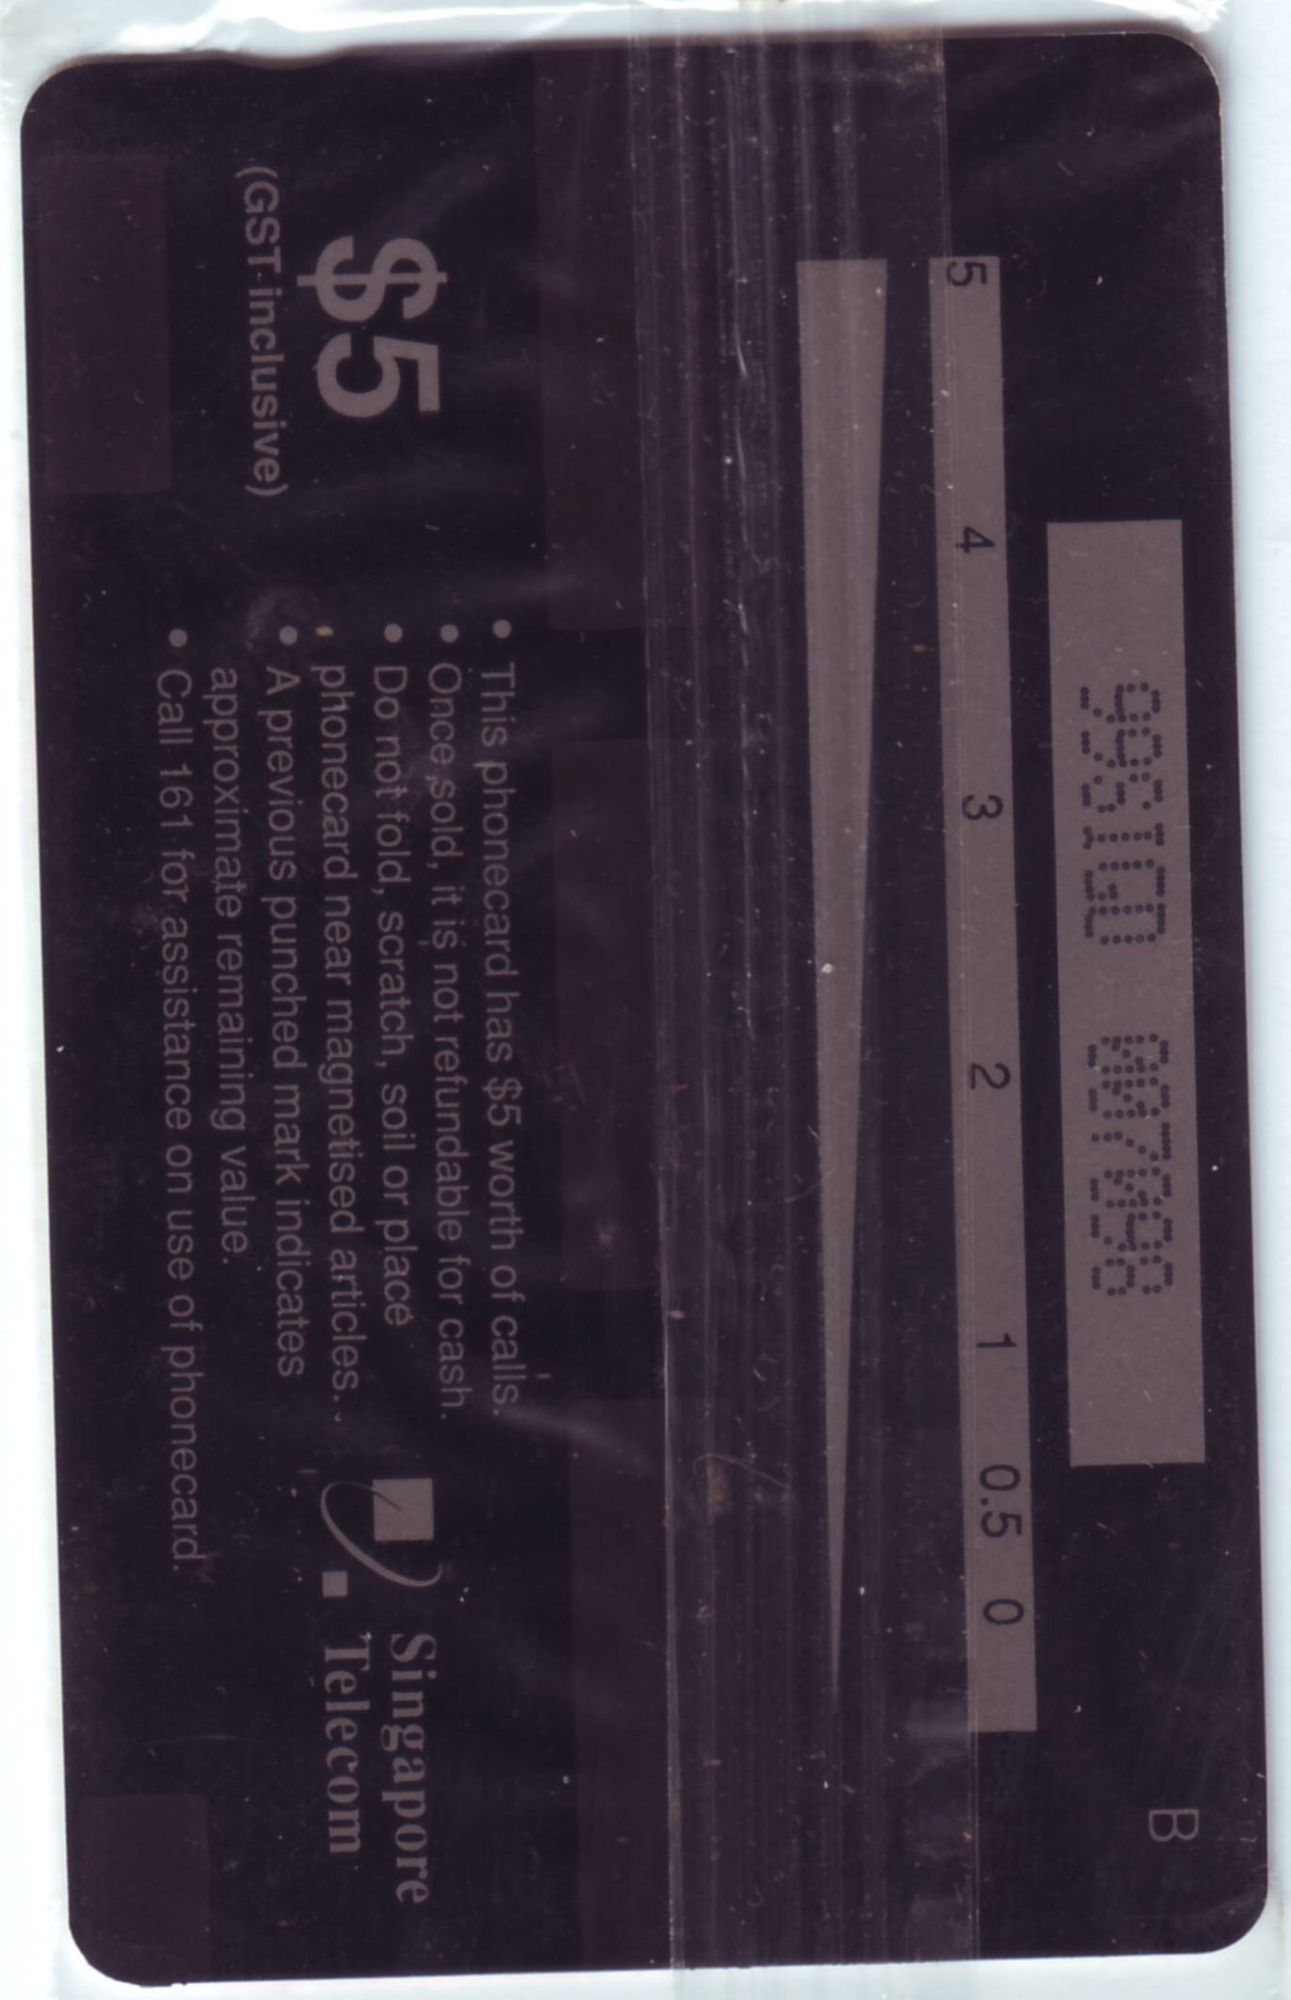 B
5 4 3 2 1 0.5 0
$5
(GST inclusive)
• This phonecard has $5 worth of calls.
• Once sold, it is not refundable for cash.
• Do not fold, scratch, soil or place
phonecard near magnetised articles.
• A previous punched mark indicates
approximate remaining value.
• Call 161 for assistance on use of phonecard.
Singapore
Telecom